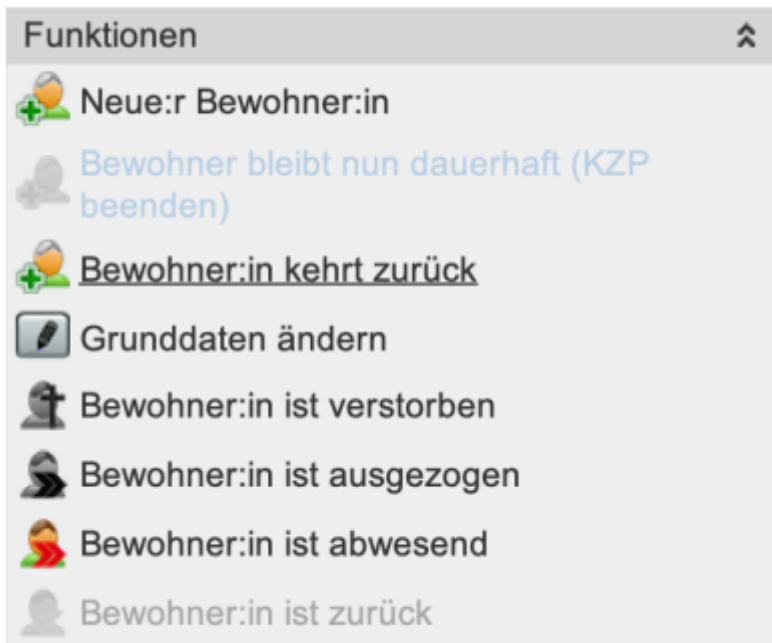 Funktionen
Neue:r Bewohner:in
Bewohner bleibt nun dauerhaft (KZP
beenden)
Bewohner:in kehrt zurück
Grunddaten ändern
Bewohner:in ist verstorben
Bewohner:in ist ausgezogen
Bewohner:in ist abwesend
Bewohner:in ist zurück